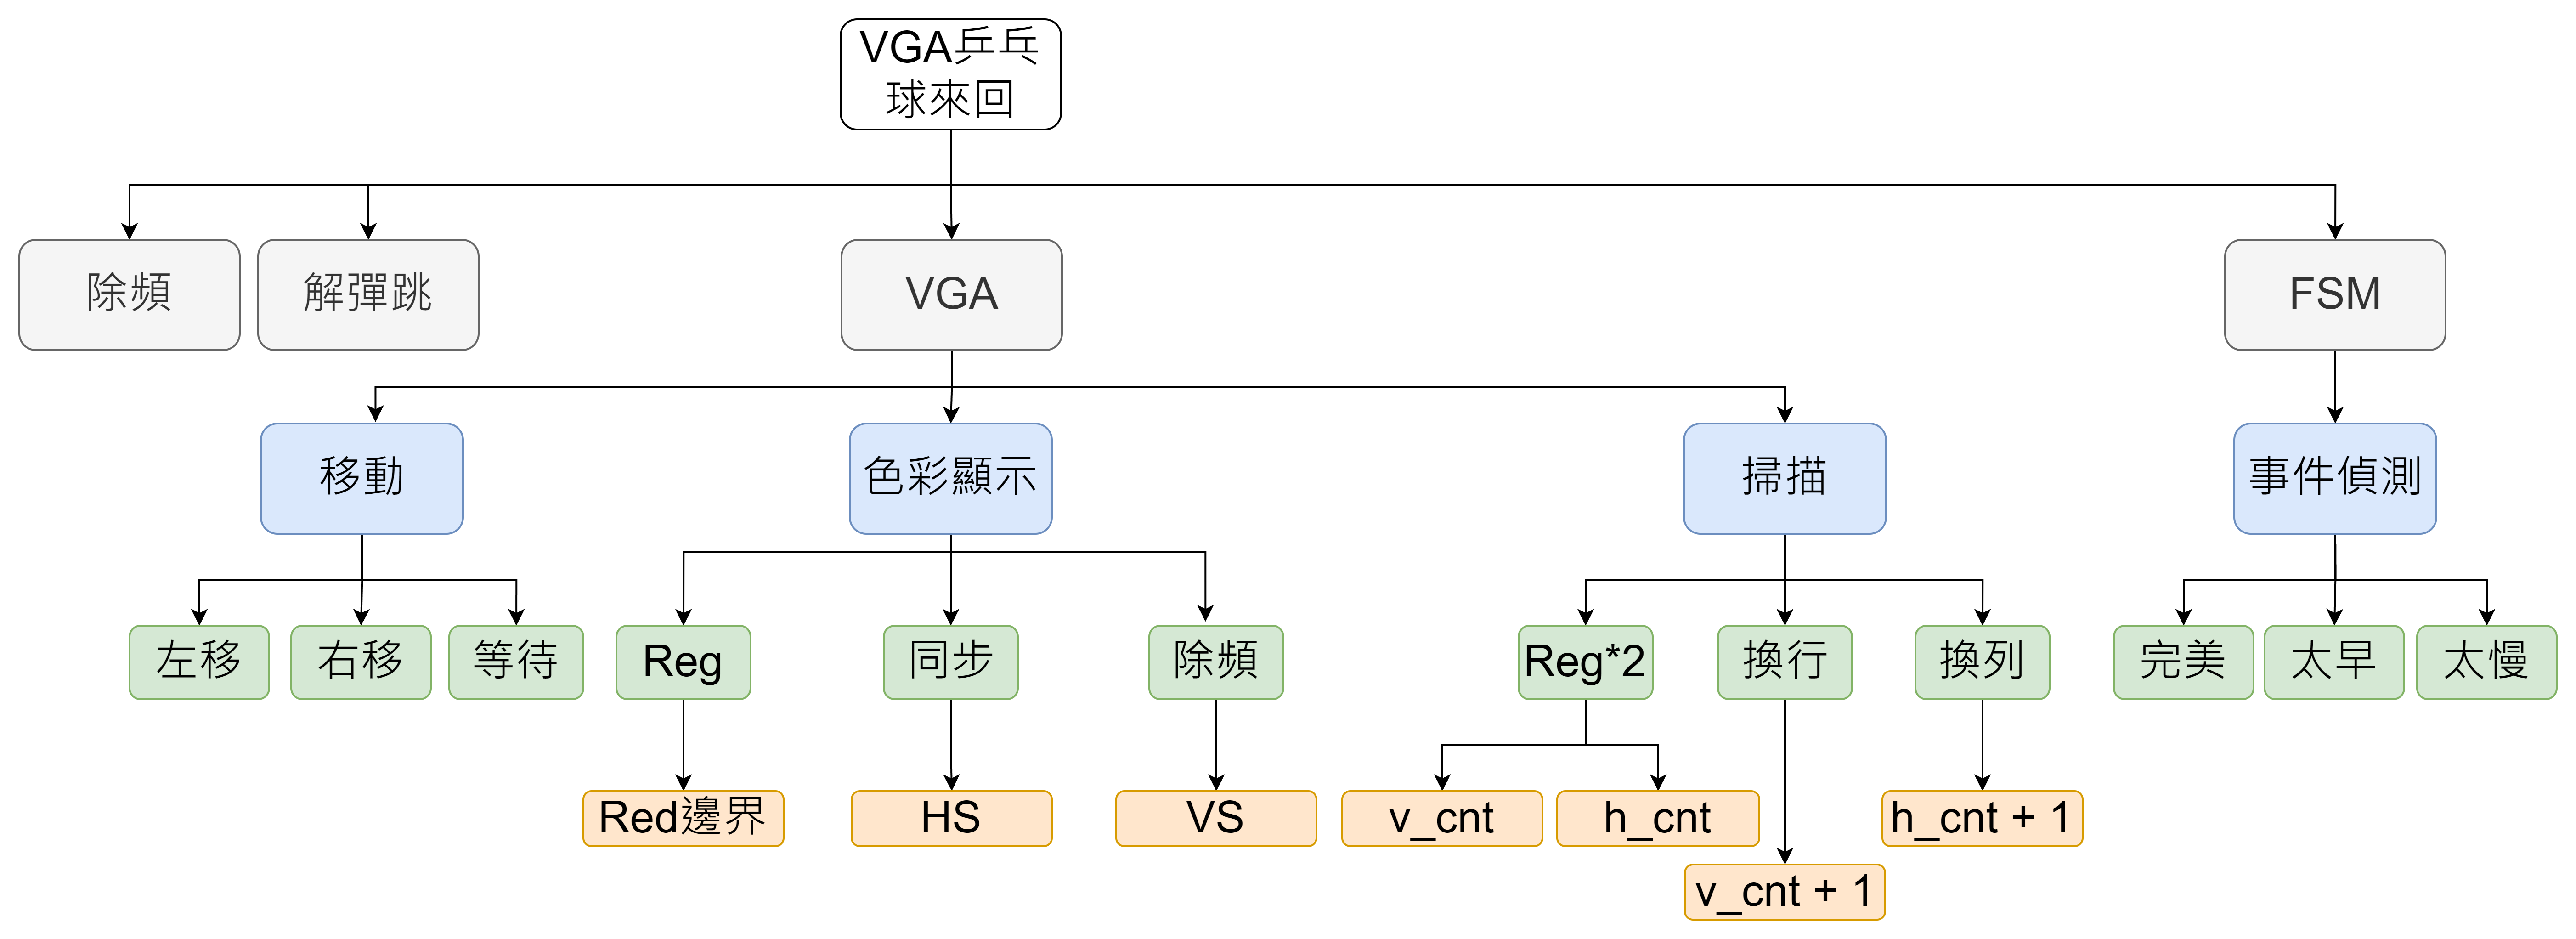 VGA乒乓
球來回
除頻
解彈跳
VGA
FSM
移動
色彩顯示
掃描
事件偵測
左移
右移
等待
Reg
同步
除頻
Reg*2
換行
換列
完美
太早
太慢
Red邊界
HS
VS
v_cnt
h_cnt
h_cnt + 1
v_cnt + 1